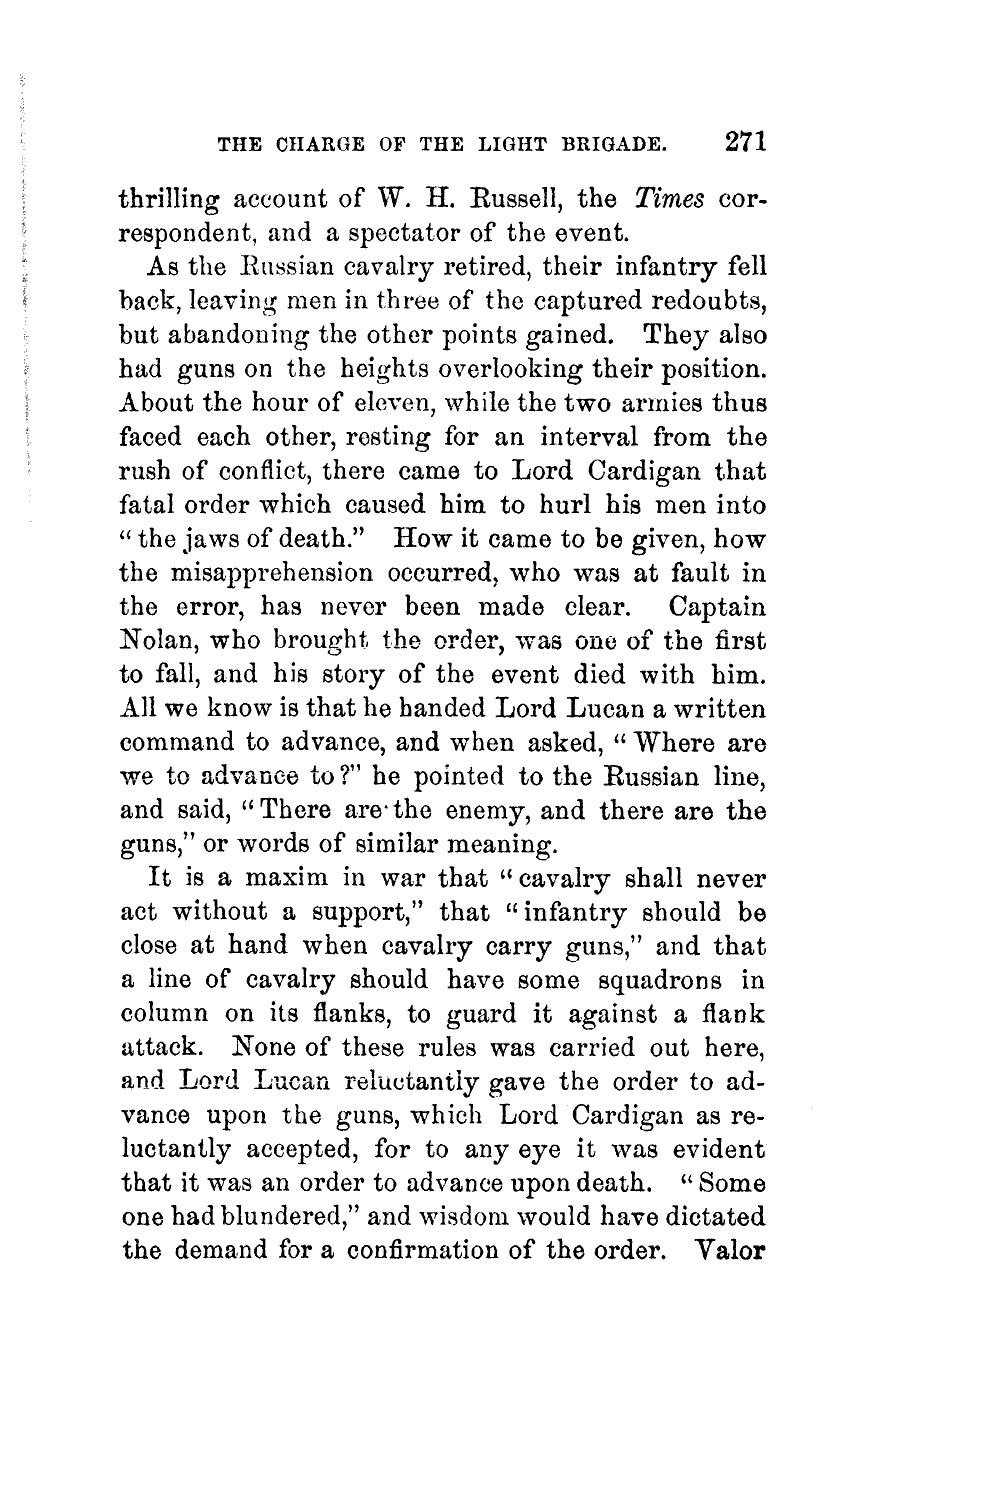 THE CHARGE OF THE LIGHT BRIGADE. 271
thrilling account of W. H. Russell, the Times cor-
respondent, and a spectator of the event.
As the Russian cavalry retired, their infantry fell
back, leaving men in three of the captured redoubts,
but abandoning the other points gained. They also
had guns on the heights overlooking their position.
About the hour of eleven, while the two armies thus
faced each other, resting for an interval from the
rush of conflict, there came to Lord Cardigan that
fatal order which caused him to hurl his men into
“the jaws of death.” How it came to be given, how
the misapprehension occurred, who was at fault in
the error, has never been made clear. Captain
Nolan, who brought the order, was one of the first
to fall, and his story of the event died with him.
All we know is that he handed Lord Lucan a written
command to advance, and when asked, “Where are
we to advance to?” he pointed to the Russian line,
and said, “There are the enemy, and there are the
guns,” or words of similar meaning.
It is a maxim in war that “cavalry shall never
act without a support,” that “infantry should be
close at hand when cavalry carry guns,” and that
a line of cavalry should have some squadrons in
column on its flanks, to guard it against a flank
attack. None of these rules was carried out here,
and Lord Lucan reluctantly gave the order to ad-
vance upon the guns, which Lord Cardigan as re-
luctantly accepted, for to any eye it was evident
that it was an order to advance upon death. “Some
one had blundered,” and wisdom would have dictated
the demand for a confirmation of the order. Valor